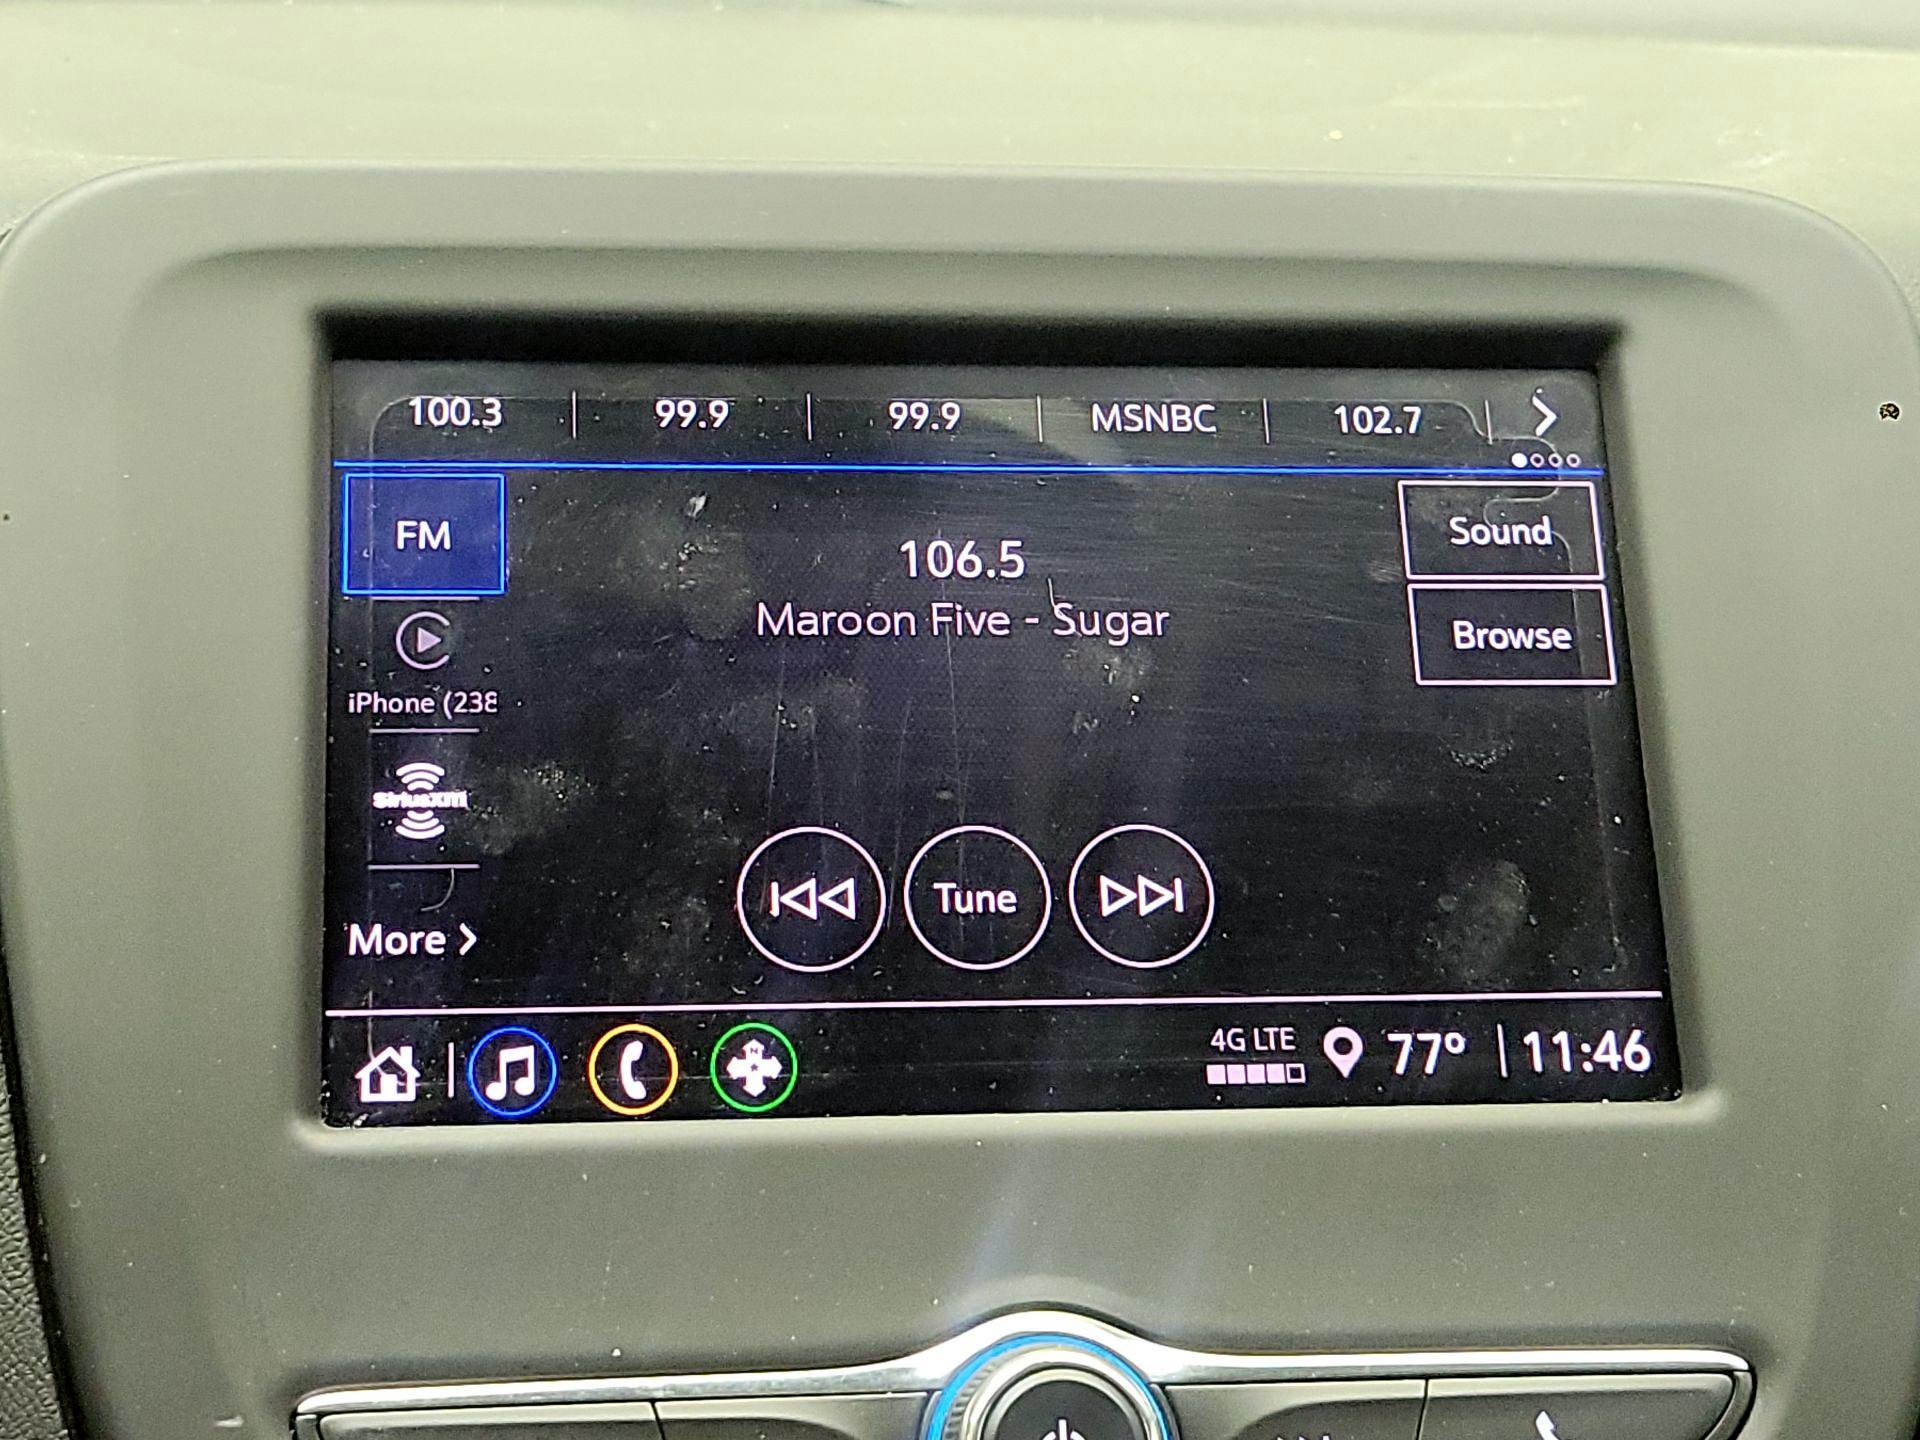 100.3 99.9 99.9 MSNBC 102.7
FM
106.5
Maroon Five - Sugar
Sound
Browse
iPhone (238
SiriusXM
Tune
More
4G LTE
77° 11:46
N